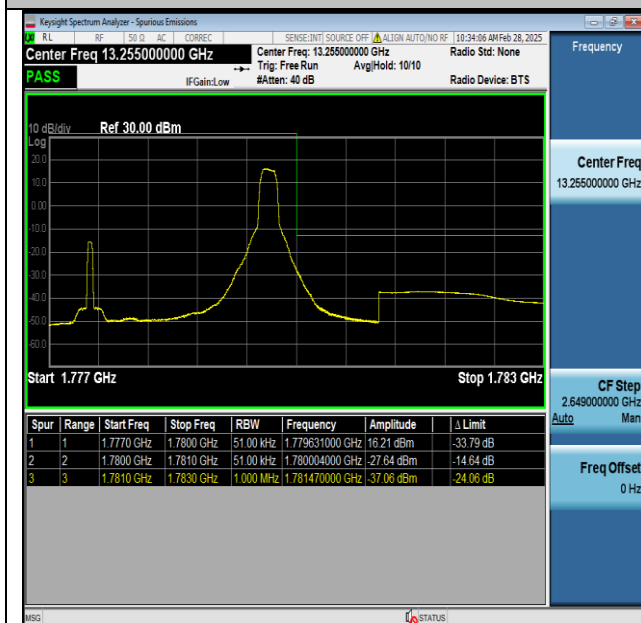 Keysight Spectrum Analyzer - Spurious Emissions
RL RF 50 Ω AC CORREC SENSE:INT SOURCE OFF ALIGN AUTO/NO RF 10:34:06 AM Feb 28, 2025
Center Freq 13.255000000 GHz
Center Freq: 13.255000000 GHz Radio Std: None
Trig: Free Run Avg|Hold: 10/10
PASS
IFGain:Low #Atten: 40 dB Radio Device: BTS
10 dB/div Ref 30.00 dBm
Log
20.0
10.0
0.00
-10.0
-20.0
-30.0
-40.0
-50.0
-60.0
Start 1.777 GHz Stop 1.783 GHz
Spur Range Start Freq Stop Freq RBW Frequency Amplitude Δ Limit
1 1 1.7770 GHz 1.7800 GHz 51.00 kHz 1.779631000 GHz 16.21 dBm -33.79 dB
2 2 1.7800 GHz 1.7810 GHz 51.00 kHz 1.780004000 GHz -27.64 dBm -14.64 dB
3 3 1.7810 GHz 1.7830 GHz 1.000 MHz 1.781470000 GHz -37.06 dBm -24.06 dB
Frequency
Center Freq
13.255000000 GHz
CF Step
2.649000000 GHz
Auto Man
Freq Offset
0 Hz
MSG STATUS